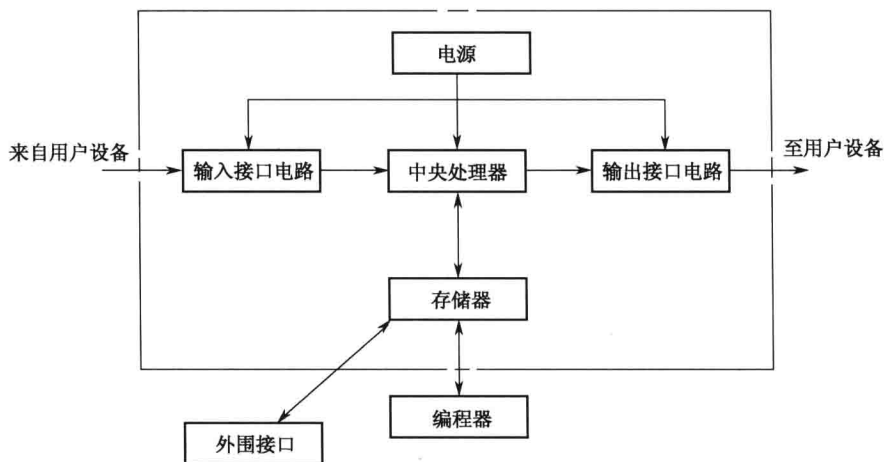 电源
来自用户设备
输入接口电路
中央处理器
输出接口电路
至用户设备
存储器
外围接口
编程器